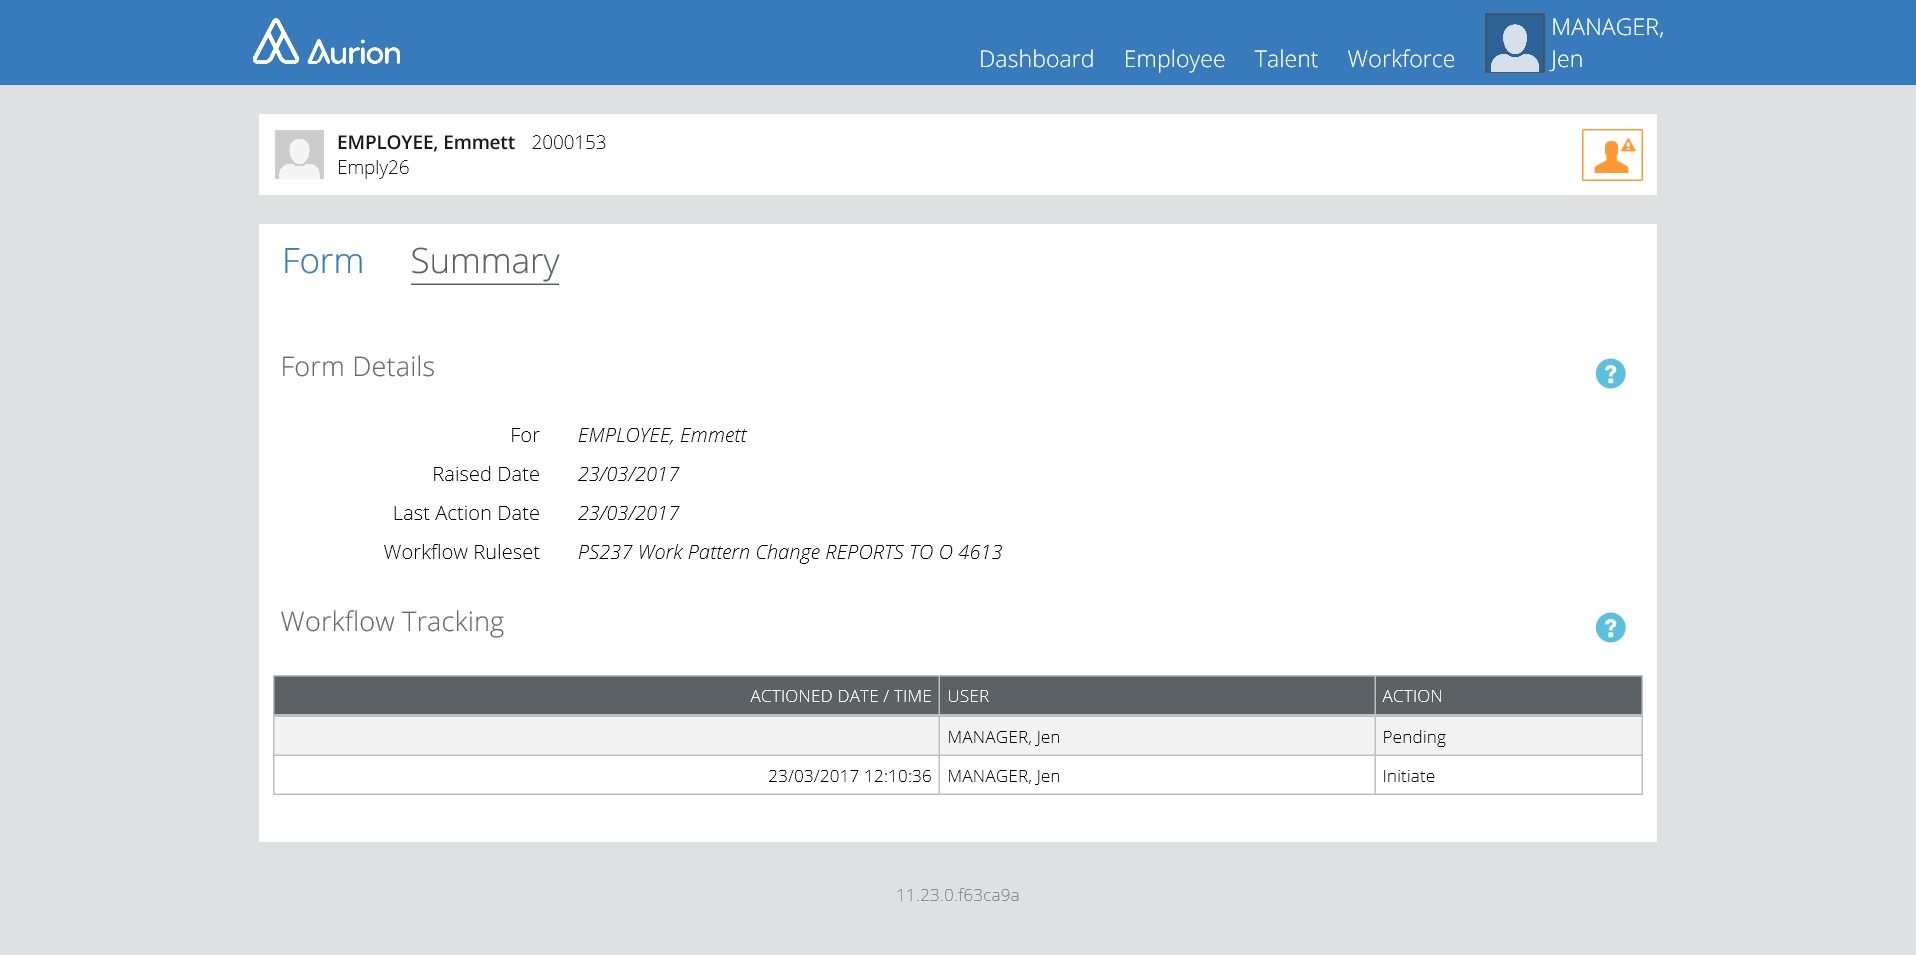 Aurion
Dashboard Employee Talent Workforce
MANAGER,
Jen
EMPLOYEE, Emmett 2000153
Emply26
Form Summary
Form Details
?
For EMPLOYEE, Emmett
Raised Date 23/03/2017
Last Action Date 23/03/2017
Workflow Ruleset PS237 Work Pattern Change REPORTS TO O 4613
Workflow Tracking
?
ACTIONED DATE / TIME USER ACTION
MANAGER, Jen Pending
23/03/2017 12:10:36 MANAGER, Jen Initiate
11.23.0.f63ca9a